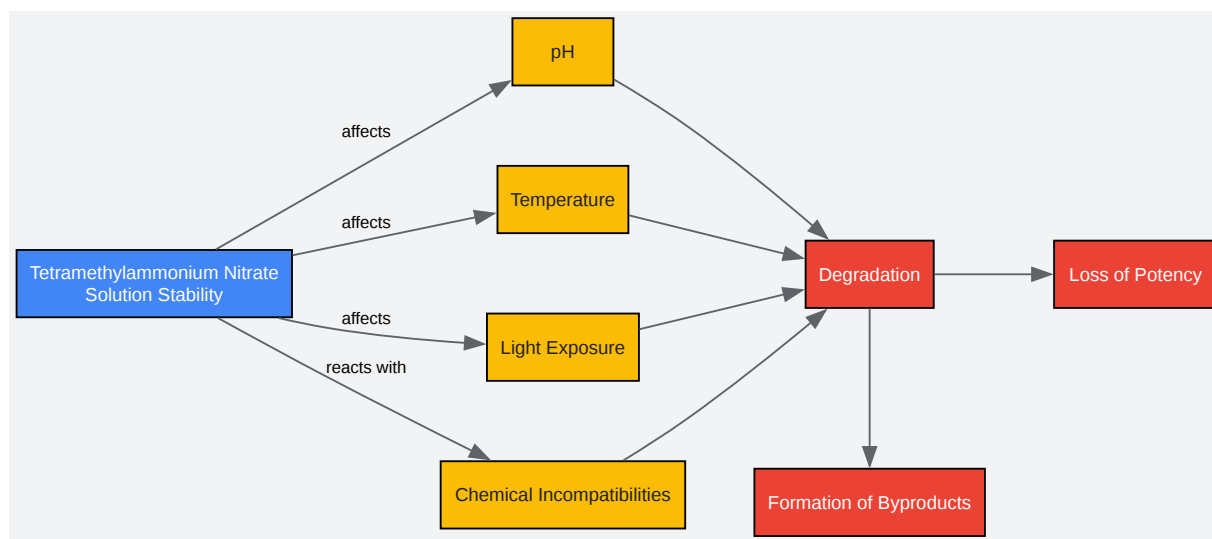 pH
affects
Temperature
affects
Tetramethylammonium Nitrate
Solution Stability
Degradation
Loss of Potency
affects
Light Exposure
reacts with
Chemical Incompatibilities
Formation of Byproducts